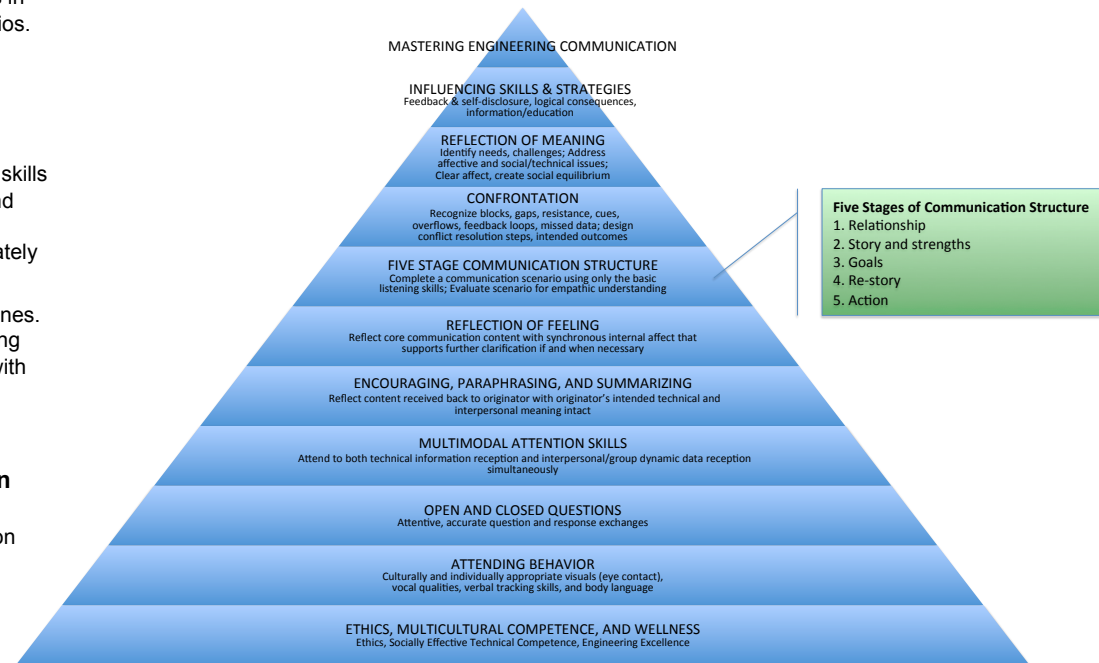 s in
ios.
skills
nd
ately
nes.
ng
with
n
on
MASTERING ENGINEERING COMMUNICATION
INFLUENCING SKILLS & STRATEGIES
Feedback & self-disclosure, logical consequences,
information/education
REFLECTION OF MEANING
Identify needs, challenges; Address
affective and social/technical issues;
Clear affect, create social equilibrium
CONFRONTATION
Recognize blocks, gaps, resistance, cues,
overflows, feedback loops, missed data; design
conflict resolution steps, intended outcomes
FIVE STAGE COMMUNICATION STRUCTURE
Complete a communication scenario using only the basic
listening skills; Evaluate scenario for empathic understanding
Five Stages of Communication Structure
1. Relationship
2. Story and strengths
3. Goals
4. Re-story
5. Action
REFLECTION OF FEELING
Reflect core communication content with synchronous internal affect that
supports further clarification if and when necessary
ENCOURAGING, PARAPHRASING, AND SUMMARIZING
Reflect content received back to originator with originator's intended technical and
interpersonal meaning intact
MULTIMODAL ATTENTION SKILLS
Attend to both technical information reception and interpersonal/group dynamic data reception
simultaneously
OPEN AND CLOSED QUESTIONS
Attentive, accurate question and response exchanges
ATTENDING BEHAVIOR
Culturally and individually appropriate visuals (eye contact),
vocal qualities, verbal tracking skills, and body language
ETHICS, MULTICULTURAL COMPETENCE, AND WELLNESS
Ethics, Socially Effective Technical Competence, Engineering Excellence